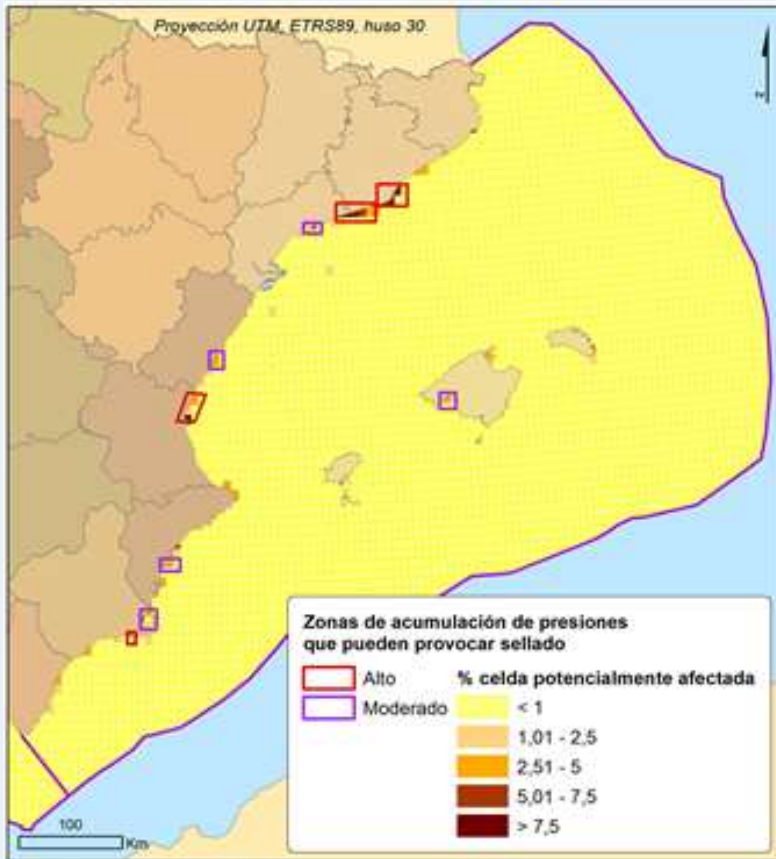 Proyección UTM, ETRS89, huso 30
N
Zonas de acumulación de presiones
que pueden provocar sellado
Alto
Moderado
% celda potencialmente afectada
< 1
1,01 - 2,5
2,51 - 5
5,01 - 7,5
> 7,5
100
Km